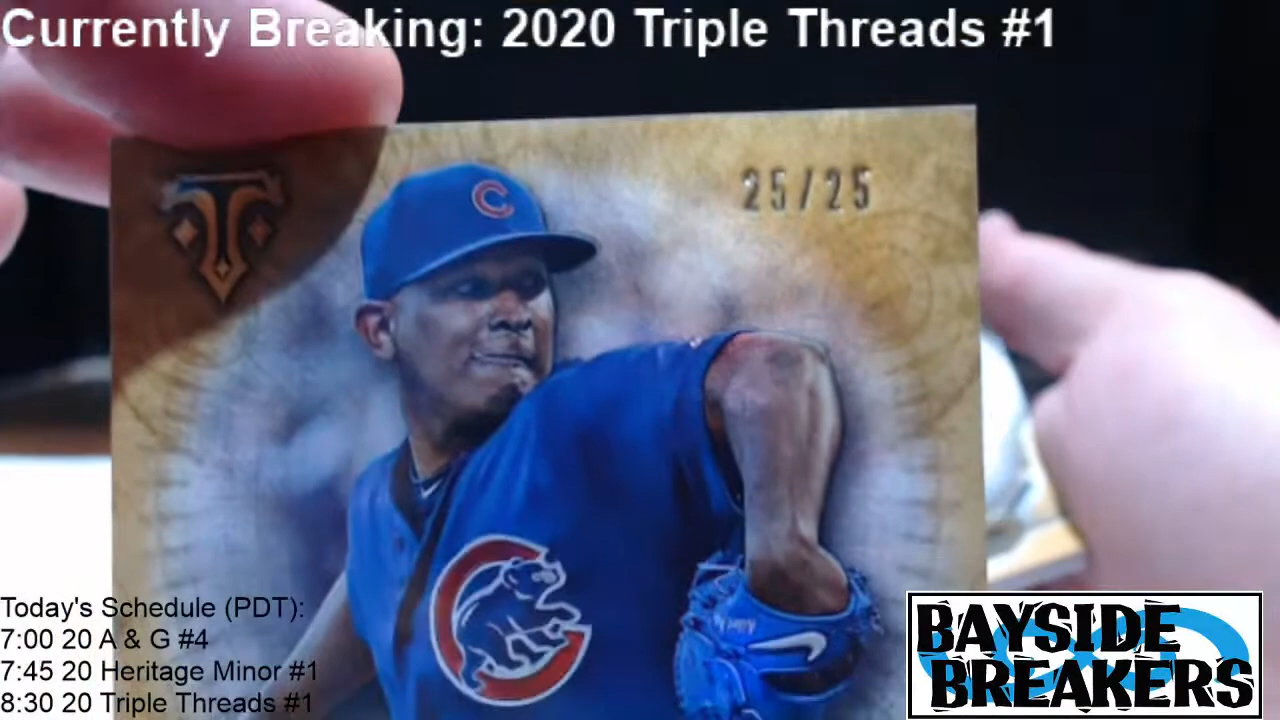 Currently Breaking: 2020 Triple Threads #1
25/25
C
Today's Schedule (PDT):
7:00 20 A & G #4
7:45 20 Heritage Minor #1
8:30 20 Triple Threads #1
BAYSIDE
BREAKERS